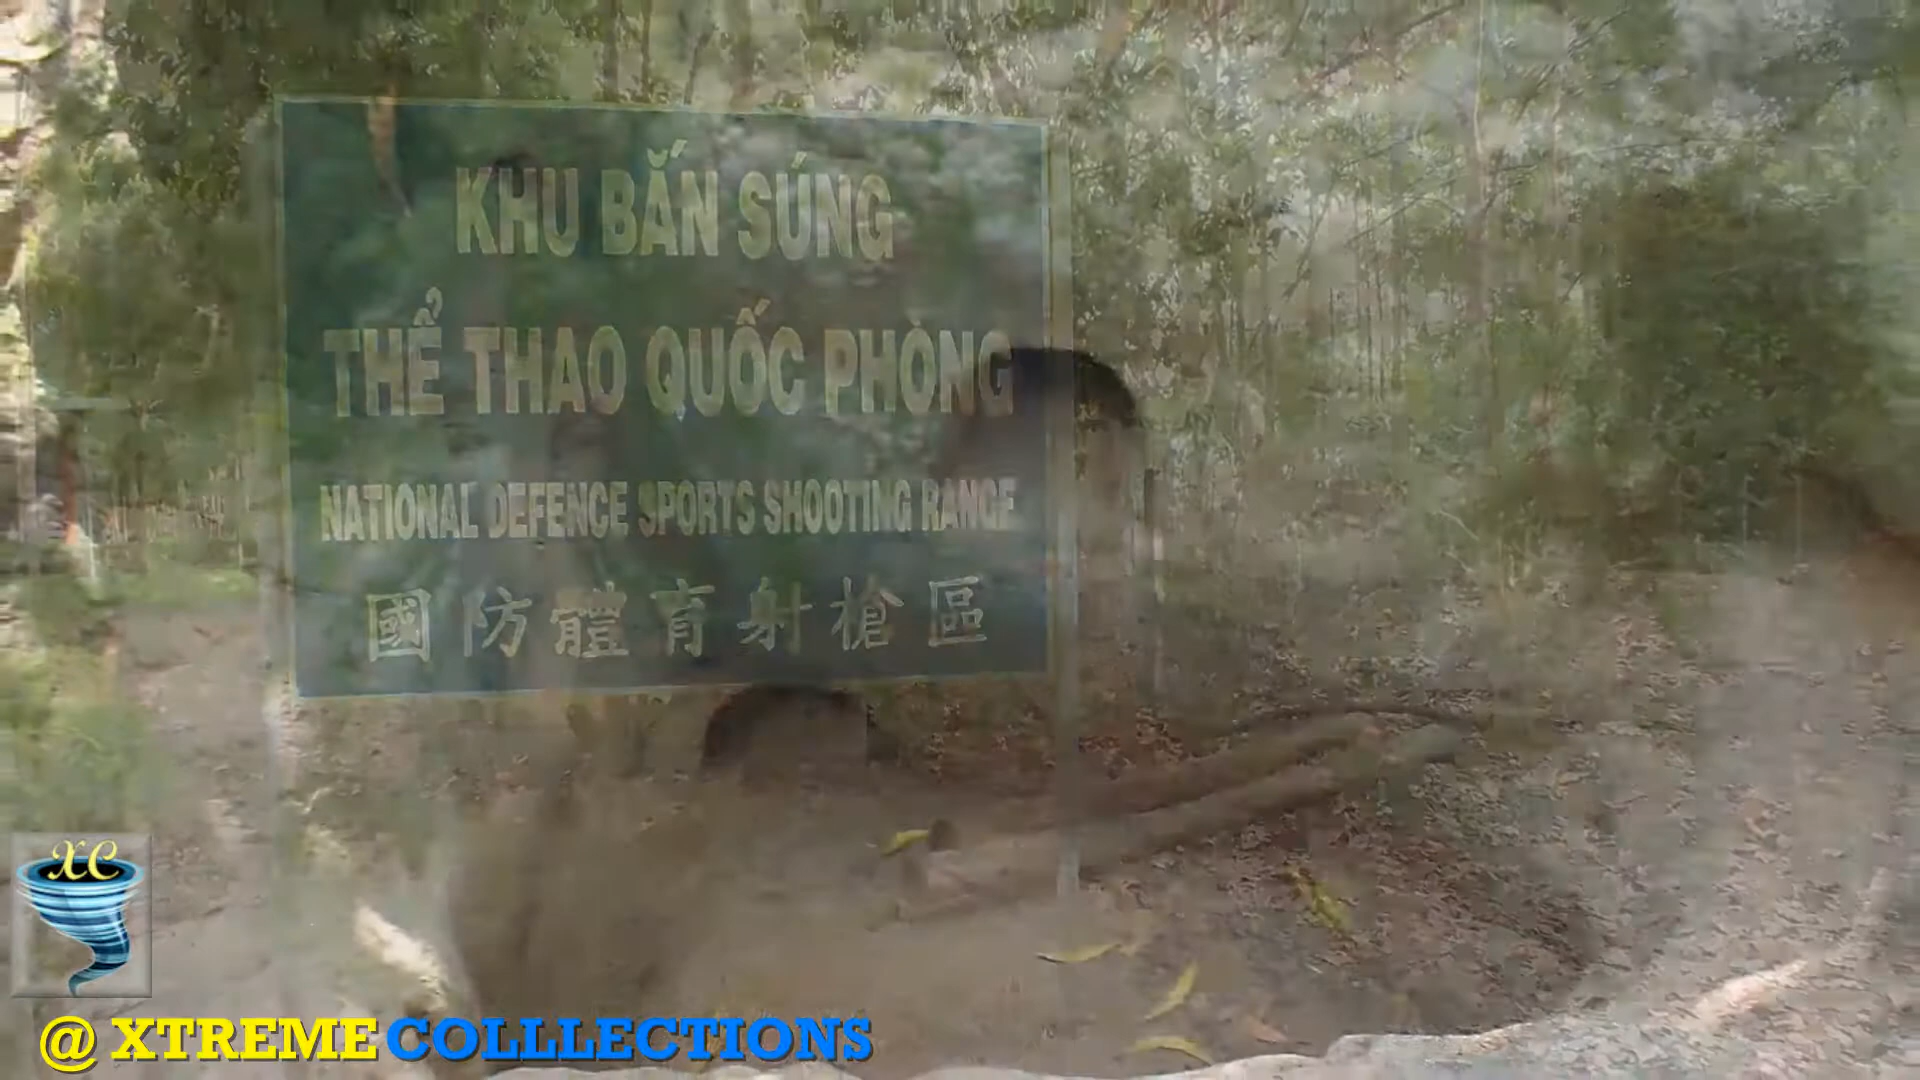 KHU BẮN SÚNG
THỂ THAO QUỐC PHÒNG
NATIONAL DEFENCE SPORTS SHOOTING RANGE
國防體育射槍區
XC
@ XTREME COLLLECTIONS